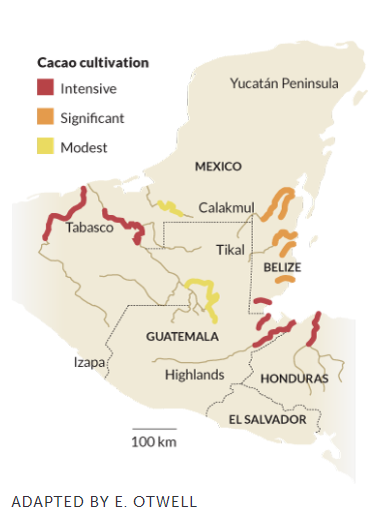 Cacao cultivation
Intensive
Significant
Modest
Yucatán Peninsula
MEXICO
Calakmul
Tabasco
Tikal
BELIZE
GUATEMALA
Izapa
Highlands
HONDURAS
EL SALVADOR
100 km
ADAPTED BY E. OTWELL